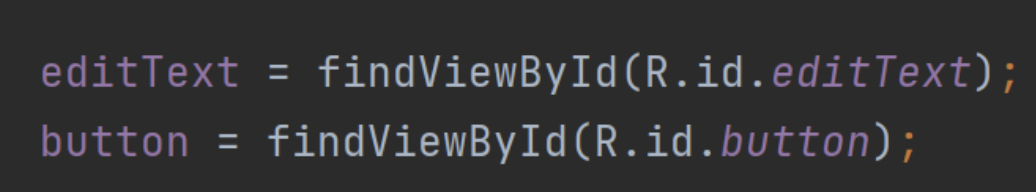 editText = findViewById(R.id.editText);
button = findViewById(R.id.button);